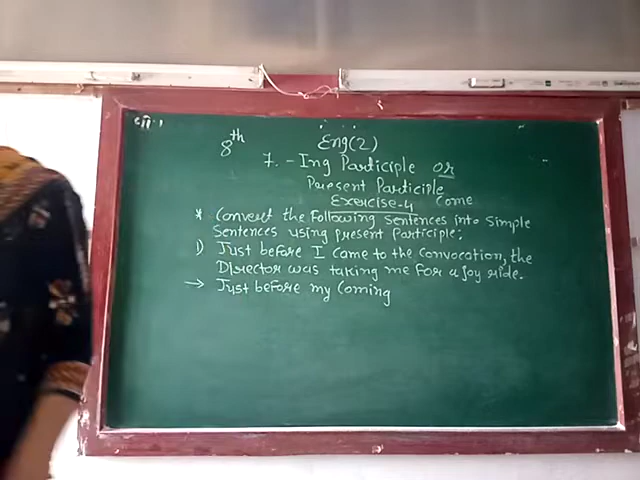 8th
Eng(2)
7. - Ing Participle or
Present Participle
Exercise-4 Come
* Convert the Following sentences into simple
Sentences using present participle:
1) Just before I came to the convocation, the
Director was taking me for a joy ride.
→ Just before my Coming